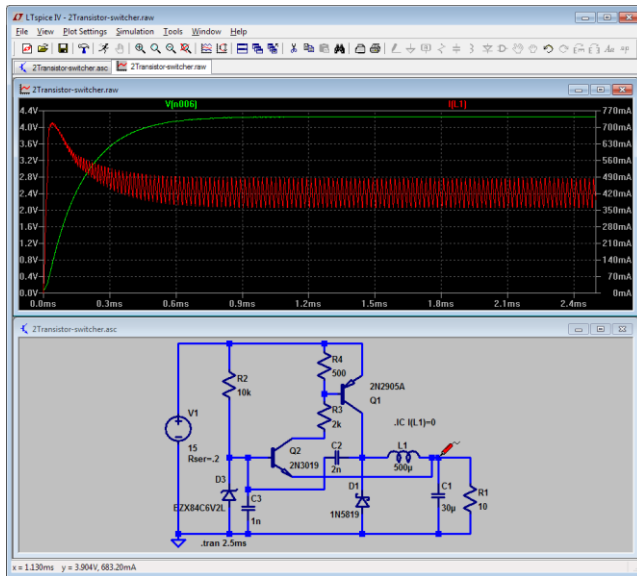 LTspice IV - 2Transistor-switcher.raw
File View Plot Settings Simulation Tools Window Help
2Transistor-switcher.asc 2Transistor-switcher.raw
2Transistor-switcher.raw
V(n006) I(L1)
4.4V 770mA
4.0V 700mA
3.6V 630mA
3.2V 560mA
2.8V 490mA
2.4V 420mA
2.0V 350mA
1.6V 280mA
1.2V 210mA
0.8V 140mA
0.4V 70mA
0.0V 0mA
0.0ms 0.3ms 0.6ms 0.9ms 1.2ms 1.5ms 1.8ms 2.1ms 2.4ms
2Transistor-switcher.asc
R4
500
2N2905A
Q1
R2
10k
R3
2k
.IC I(L1)=0
V1
15
Rser=.2
Q2
2N3019
C2
2n
L1
500µ
D3
BZX84C6V2L
C3
1n
D1
1N5819
C1
30µ
R1
10
.tran 2.5ms
x = 1.130ms y = 3.904V, 683.20mA